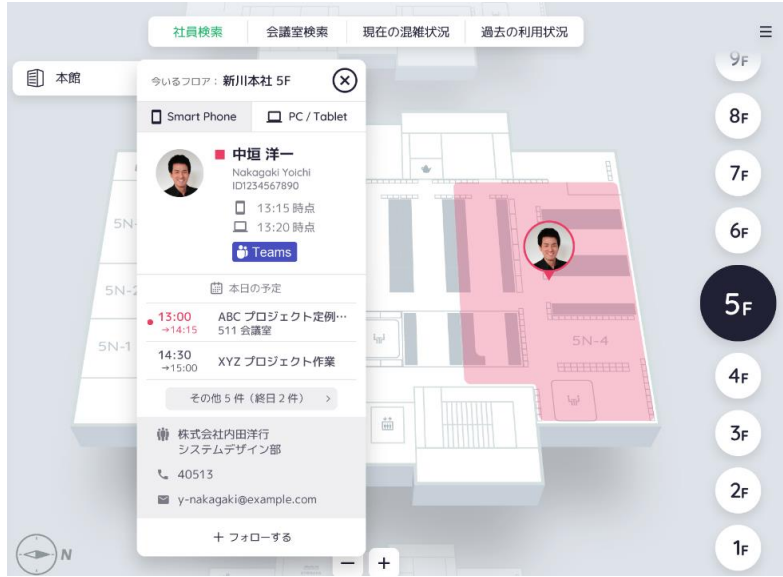 社員検索 会議室検索 現在の混雑状況 過去の利用状況
本館
今いるフロア: 新川本社 5F
Smart Phone PC / Tablet
中垣 洋一
Nakagaki Yoichi
ID1234567890
13:15 時点
13:20 時点
Teams
本日の予定
13:00 ABC プロジェクト定例…
→14:15 511 会議室
14:30 XYZ プロジェクト作業
→15:00
その他 5 件 (終日 2 件) >
株式会社内田洋行
システムデザイン部
40513
y-nakagaki@example.com
+ フォローする
5N-
5N-2
5N-1
5N-4
9F
8F
7F
6F
5F
4F
3F
2F
1F
N
− +